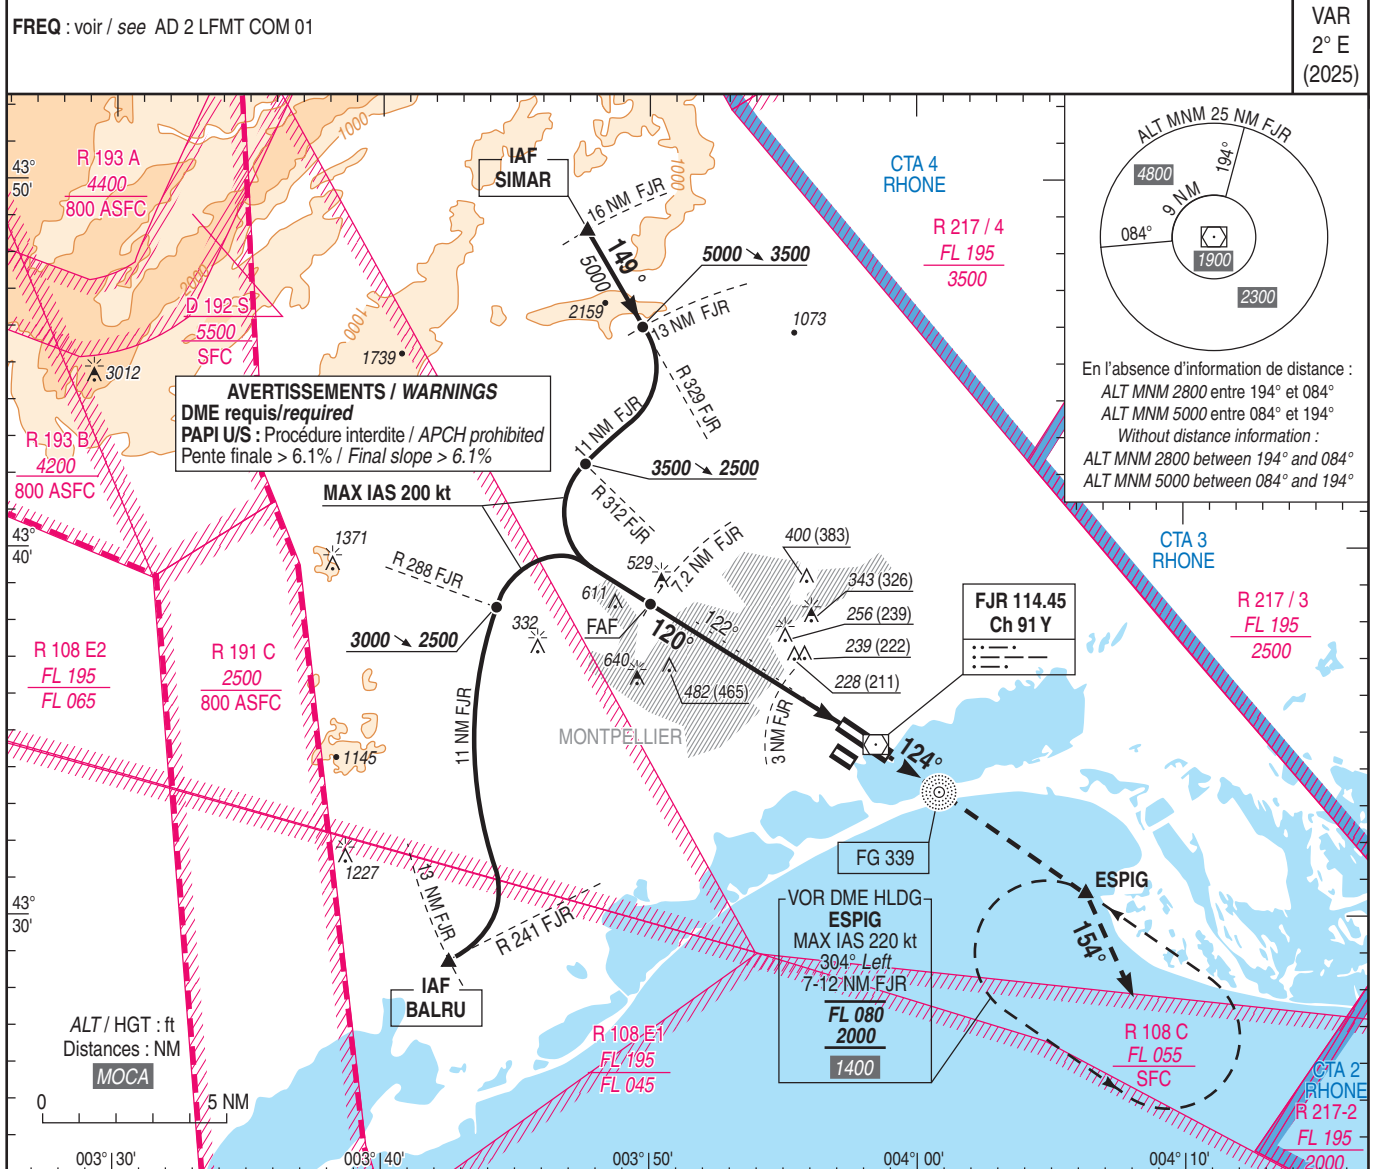 FREQ : voir / see AD 2 LFMT COM 01
VAR
2° E
(2025)
43°
50'
R 193 A
4400
800 ASFC
1000
2000
1000
1000
D 192 S
5500
SFC
3012
1739
2159
1073
IAF
SIMAR
16 NM FJR
149°
5000
5000 ↘ 3500
13 NM FJR
R 329 FJR
CTA 4
RHONE
R 217 / 4
FL 195
3500
ALT MNM 25 NM FJR
4800
194°
9 NM
084°
1900
2300
En l'absence d'information de distance :
ALT MNM 2800 entre 194° et 084°
ALT MNM 5000 entre 084° et 194°
Without distance information :
ALT MNM 2800 between 194° and 084°
ALT MNM 5000 between 084° and 194°
AVERTISSEMENTS / WARNINGS
DME requis/required
PAPI U/S : Procédure interdite / APCH prohibited
Pente finale > 6.1% / Final slope > 6.1%
R 193 B
4200
800 ASFC
11 NM FJR
3500 ↘ 2500
R 312 FJR
MAX IAS 200 kt
43°
40'
1371
R 288 FJR
529
7.2 NM FJR
400 (383)
343 (326)
256 (239)
239 (222)
228 (211)
611
FAF
120°
122°
332
640
482 (465)
3000 ↘ 2500
CTA 3
RHONE
R 217 / 3
FL 195
2500
FJR 114.45
Ch 91 Y
R 108 E2
FL 195
FL 065
R 191 C
2500
800 ASFC
11 NM FJR
MONTPELLIER
3 NM FJR
124°
1145
1227
FG 339
13 NM FJR
R 241 FJR
43°
30'
IAF
BALRU
VOR DME HLDG
ESPIG
MAX IAS 220 kt
304° Left
7-12 NM FJR
FL 080
2000
1400
ESPIG
154°
R 108 E1
FL 195
FL 045
R 108 C
FL 055
SFC
CTA 2
RHONE
R 217-2
FL 195
2000
ALT / HGT : ft
Distances : NM
MOCA
0
5 NM
003° 30'
003° 40'
003° 50'
004° 00'
004° 10'